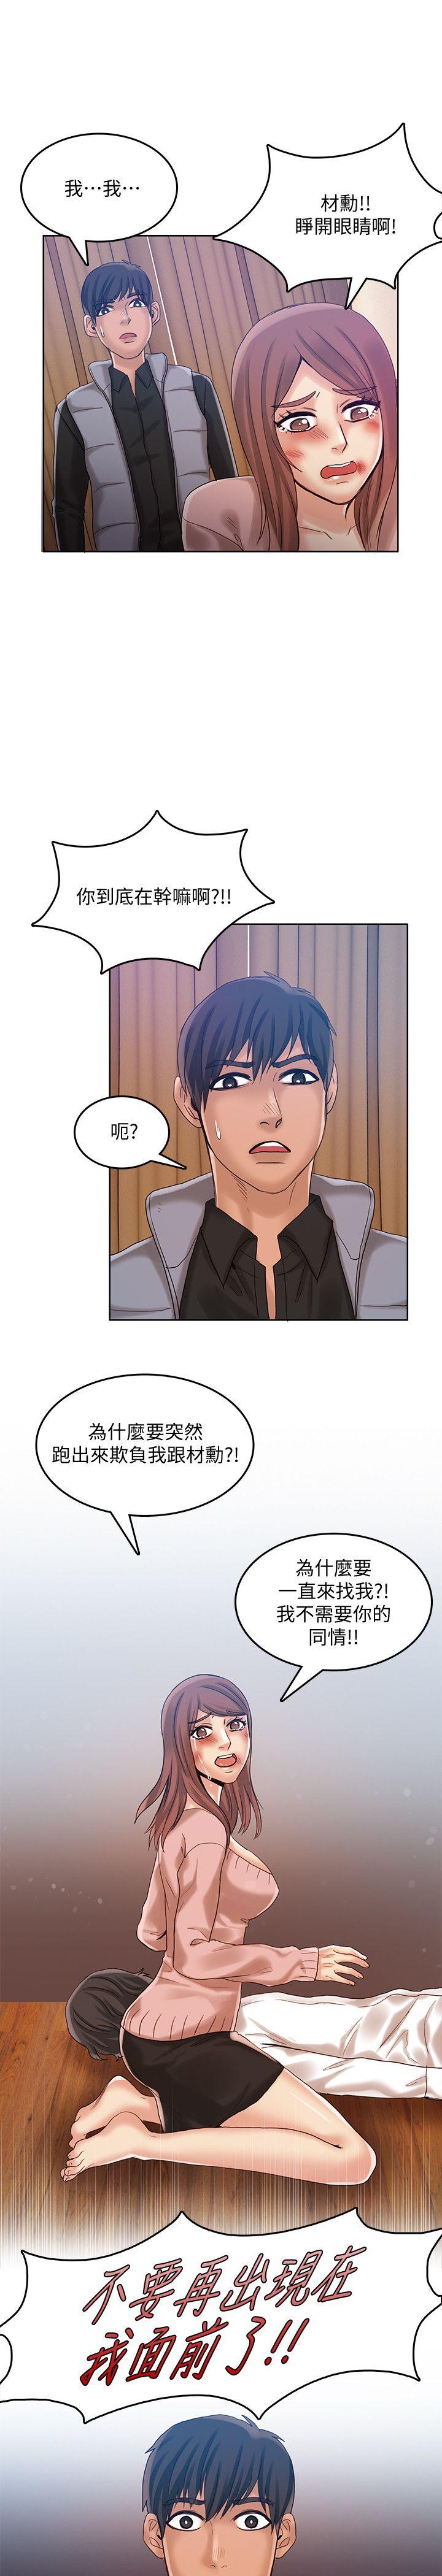 我…我…
材勳!!
睜開眼睛啊!
你到底在幹嘛啊?!!
呃?
為什麼要突然
跑出來欺負我跟材勳?!
為什麼要
一直來找我?!
我不需要你的
同情!!
不要再出現在
我面前了!!